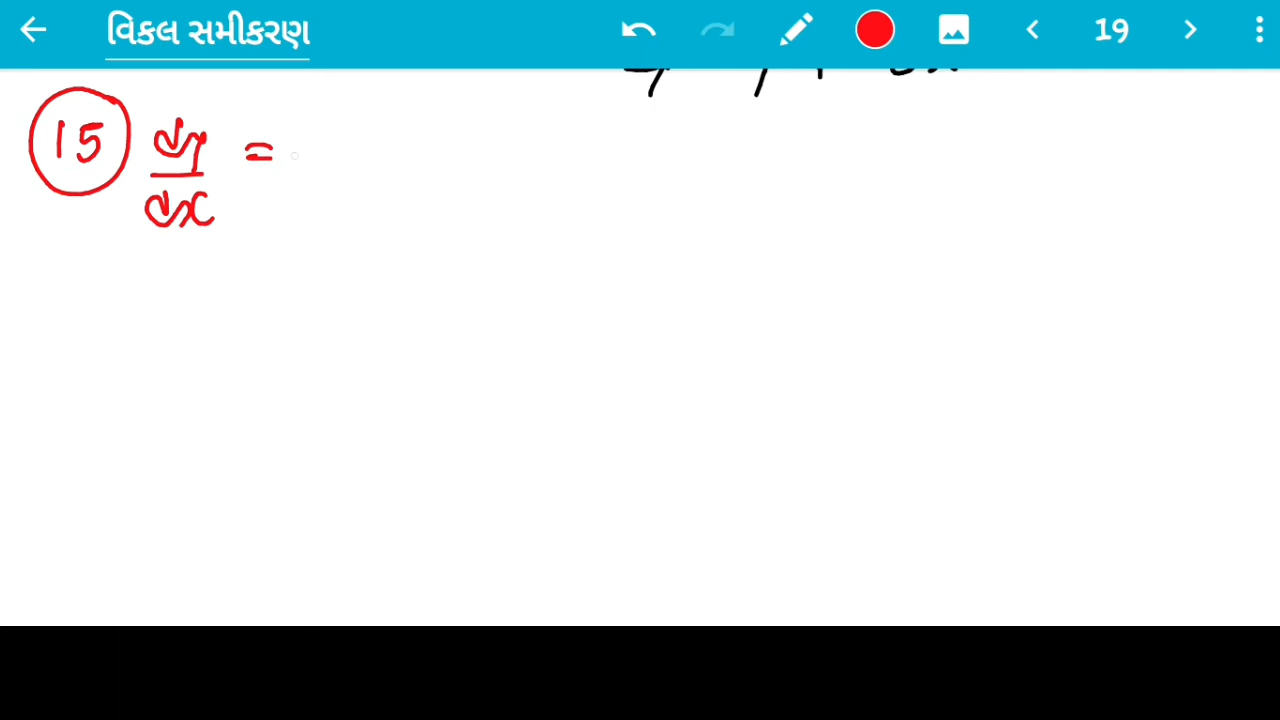 વિકલ સમીકરણ 19
15 dy/dx =